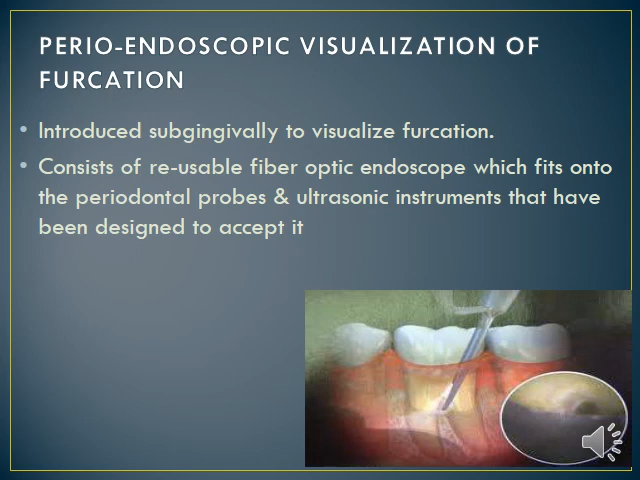 PERIO-ENDOSCOPIC VISUALIZATION OF
FURCATION
• Introduced subgingivally to visualize furcation.
• Consists of re-usable fiber optic endoscope which fits onto
the periodontal probes & ultrasonic instruments that have
been designed to accept it